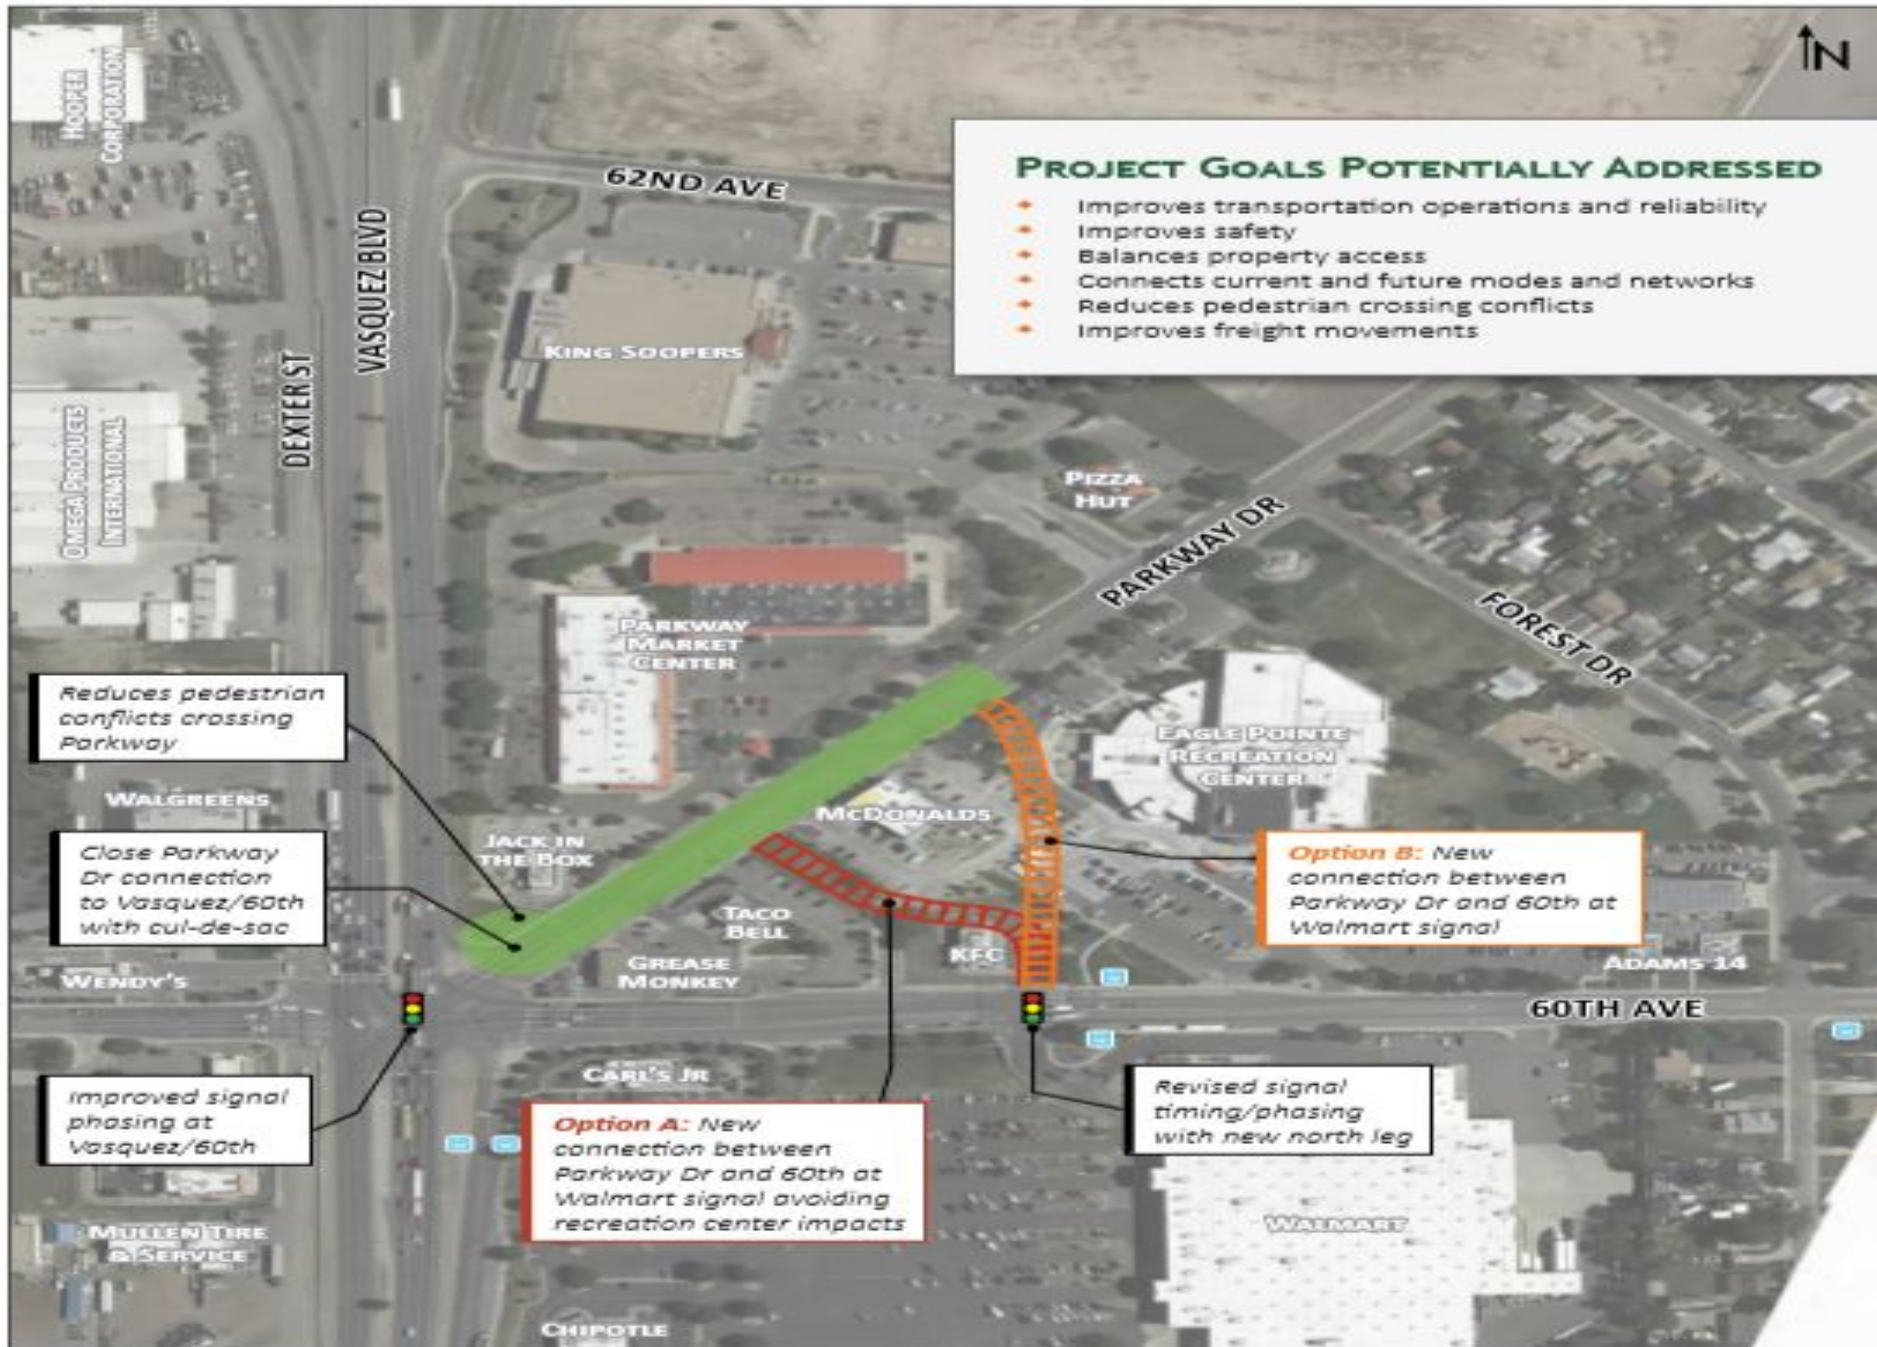 N
HOOPER
CORPORATION
62ND AVE
PROJECT GOALS POTENTIALLY ADDRESSED
Improves transportation operations and reliability
Improves safety
Balances property access
Connects current and future modes and networks
Reduces pedestrian crossing conflicts
Improves freight movements
VASQUEZ BLVD
DEXTER ST
KING SOOPERS
OMEGA PRODUCTS
INTERNATIONAL
PIZZA
HUT
PARKWAY DR
FOREST DR
PARKWAY
MARKET
CENTER
Reduces pedestrian
conflicts crossing
Parkway
EAGLE POINTE
RECREATION
CENTER
WALGREENS
MCDONALDS
JACK IN
THE BOX
Close Parkway
Dr connection
to Vasquez/60th
with cul-de-sac
Option B: New
connection between
Parkway Dr and 60th at
Walmart signal
TACO
BELL
KFC
GREASE
MONKEY
WENDY'S
ADAMS 14
60TH AVE
CARL'S JR
Improved signal
phasing at
Vasquez/60th
Option A: New
connection between
Parkway Dr and 60th at
Walmart signal avoiding
recreation center impacts
Revised signal
timing/phasing
with new north leg
MULLEN TIRE
& SERVICE
WALMART
CHIPOTLE